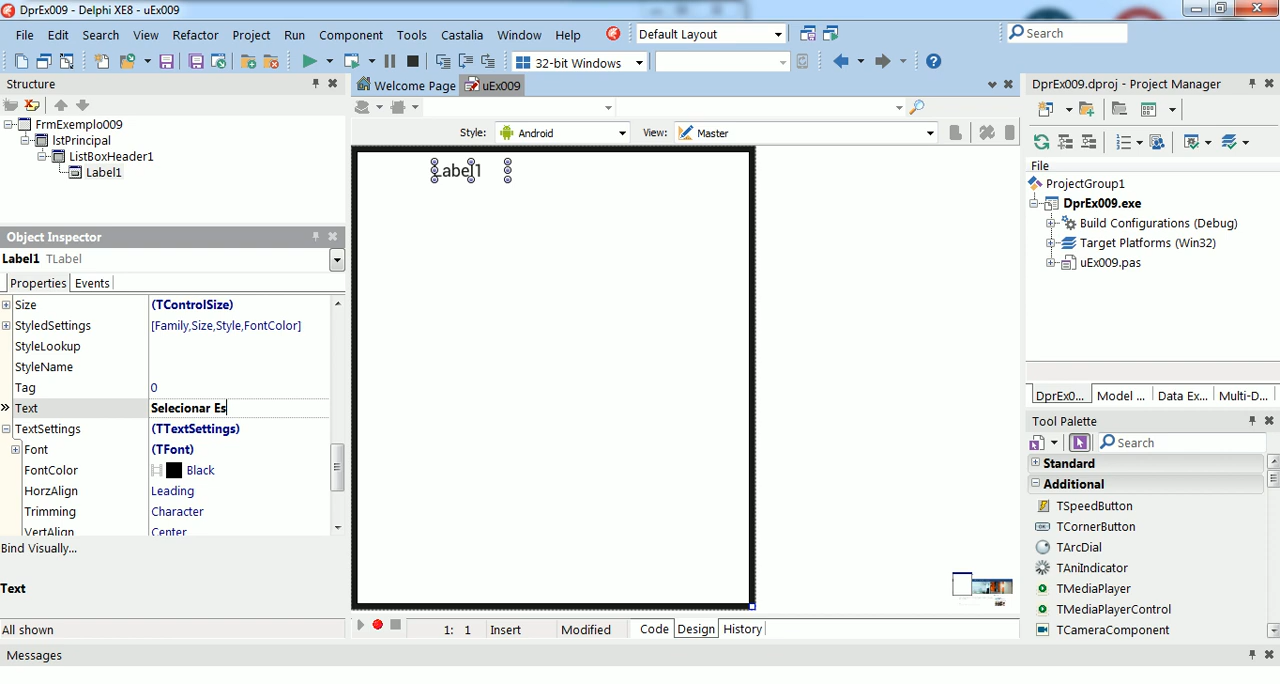 DprEx009 - Delphi XE8 - uEx009
File Edit Search View Refactor Project Run Component Tools Castalia Window Help
Default Layout
Search
32-bit Windows
Structure
Welcome Page uEx009
DprEx009.dproj - Project Manager
FrmExemplo009
lstPrincipal
ListBoxHeader1
Label1
Style: Android View: Master
Label1
File
ProjectGroup1
DprEx009.exe
Build Configurations (Debug)
Target Platforms (Win32)
uEx009.pas
Object Inspector
Label1 TLabel
Properties Events
Size (TControlSize)
StyledSettings [Family,Size,Style,FontColor]
StyleLookup
StyleName
Tag 0
Text Selecionar Es
TextSettings (TTextSettings)
Font (TFont)
FontColor Black
HorzAlign Leading
Trimming Character
VertAlign Center
Bind Visually...
Text
All shown
DprEx0... Model ... Data Ex... Multi-D...
Tool Palette
Search
Standard
Additional
TSpeedButton
TCornerButton
TArcDial
TAniIndicator
TMediaPlayer
TMediaPlayerControl
TCameraComponent
1: 1 Insert Modified Code Design History
Messages